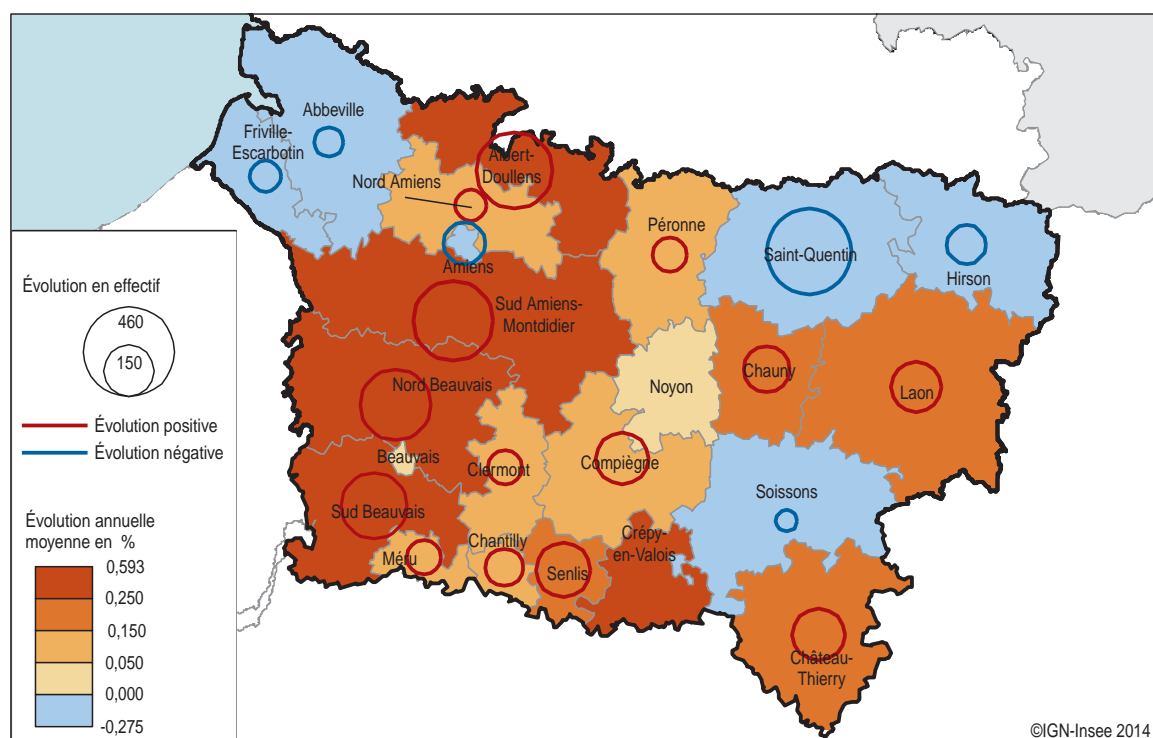 Abbeville
Friville-
Escarbotin
Albert-
Doullens
Nord Amiens
Péronne
Amiens
Saint-Quentin
Hirson
Sud Amiens-
Montdidier
Nord Beauvais
Noyon
Chauny
Laon
Beauvais
Clermont
Compiègne
Soissons
Sud Beauvais
Crépy-
en-Valois
Chantilly
Méru
Senlis
Château-
Thierry
Évolution en effectif
460
150
Évolution positive
Évolution négative
Évolution annuelle
moyenne en %
0,593
0,250
0,150
0,050
0,000
-0,275
©IGN-Insee 2014